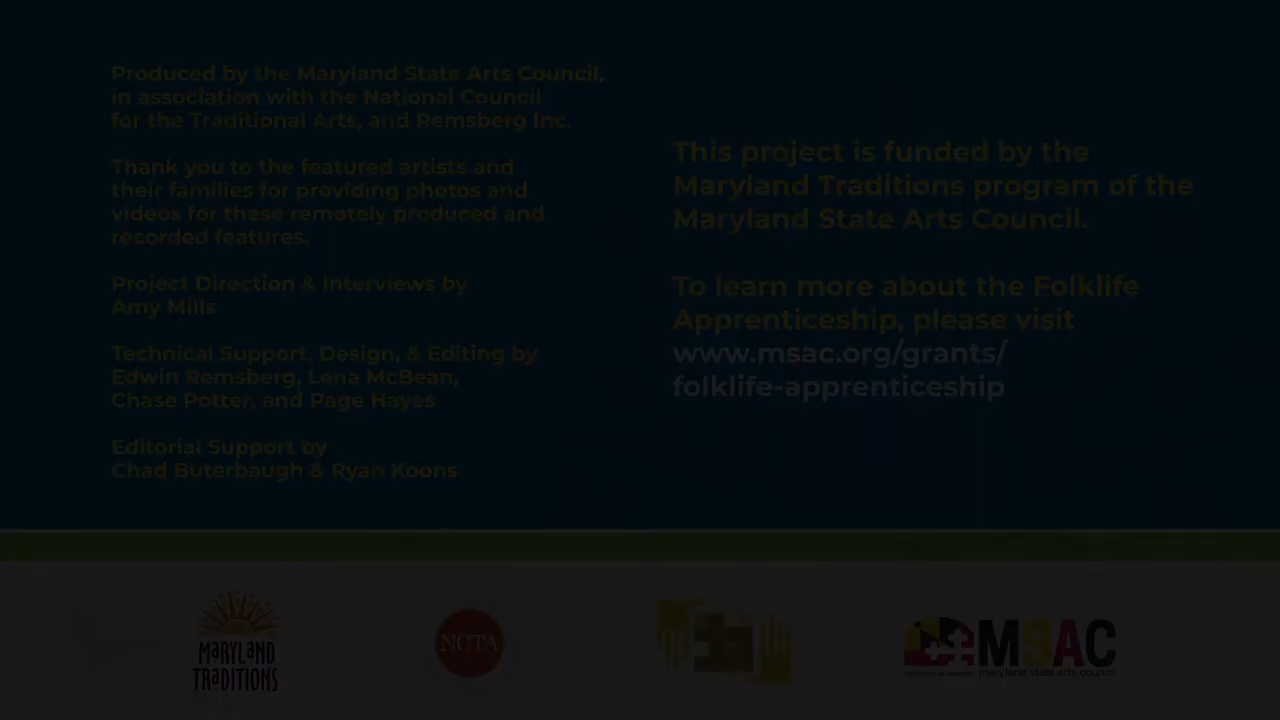 Produced by the Maryland State Arts Council,
in association with the National Council
for the Traditional Arts, and Remsberg Inc.
Thank you to the featured artists and
their families for providing photos and
videos for these remotely produced and
recorded features.
Project Direction & Interviews by
Amy Mills
Technical Support, Design, & Editing by
Edwin Remsberg, Lena McBean,
Chase Potter, and Page Hayes
Editorial Support by
Chad Buterbaugh & Ryan Koons
This project is funded by the
Maryland Traditions program of the
Maryland State Arts Council.
To learn more about the Folklife
Apprenticeship, please visit
www.msac.org/grants/
folklife-apprenticeship
MARYLAND
TRADITIONS
NCTA
MSAC
maryland state arts council